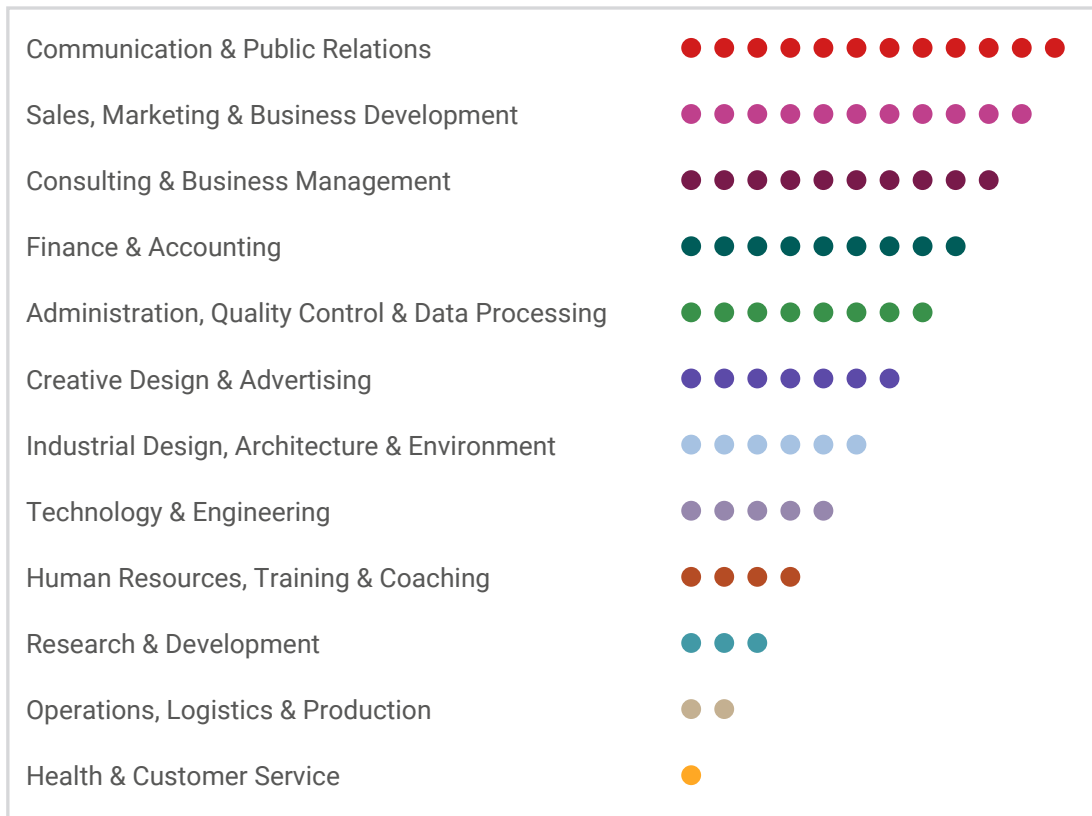 Communication & Public Relations
Sales, Marketing & Business Development
Consulting & Business Management
Finance & Accounting
Administration, Quality Control & Data Processing
Creative Design & Advertising
Industrial Design, Architecture & Environment
Technology & Engineering
Human Resources, Training & Coaching
Research & Development
Operations, Logistics & Production
Health & Customer Service